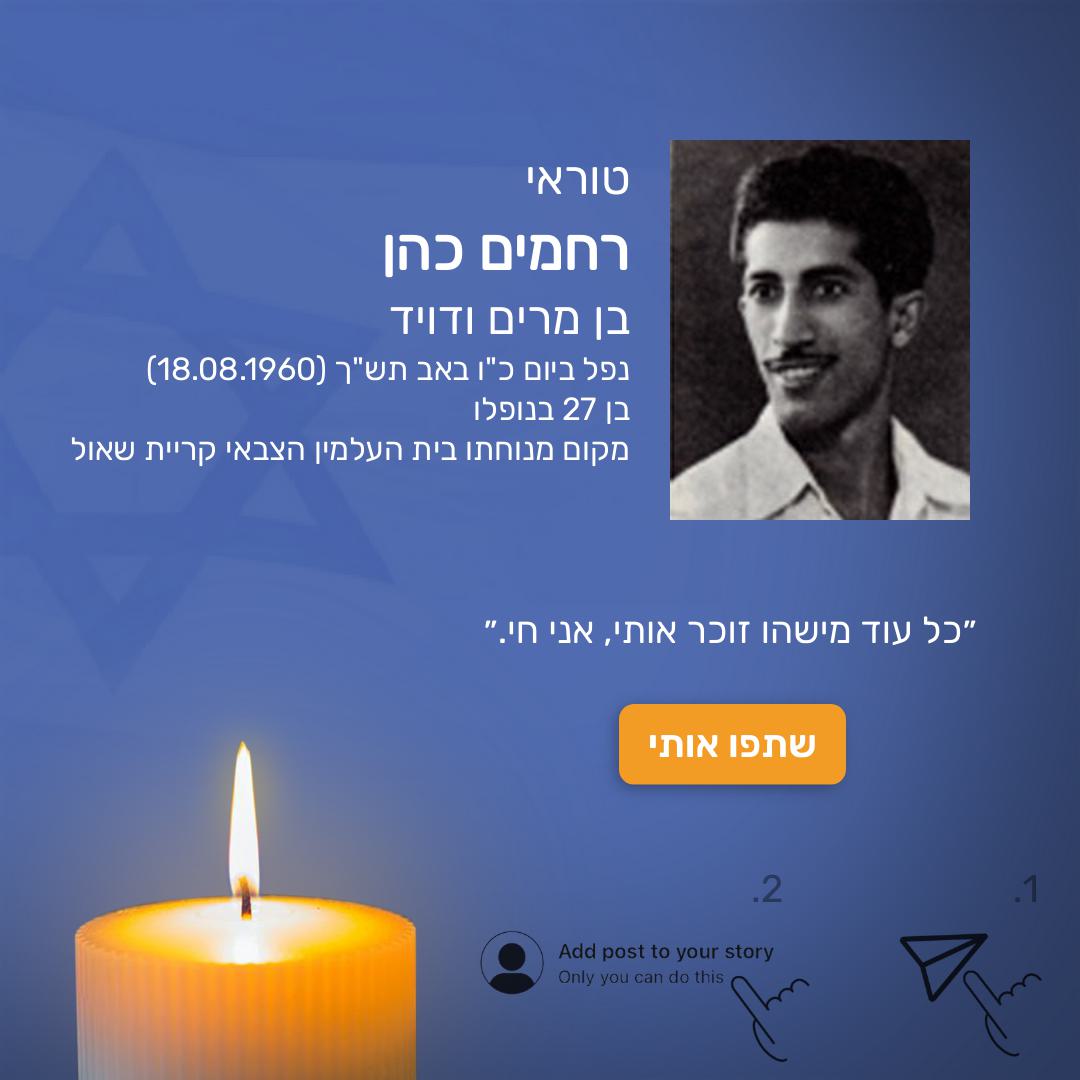 טוראי
רחמים כהן
בן מרים ודויד
נפל ביום כ"ו באב תש"ך (18.08.1960)
בן 27 בנופלו
מקום מנוחתו בית העלמין הצבאי קריית שאול
״כל עוד מישהו זוכר אותי, אני חי.״
שתפו אותי
1.
2.
Add post to your story
Only you can do this